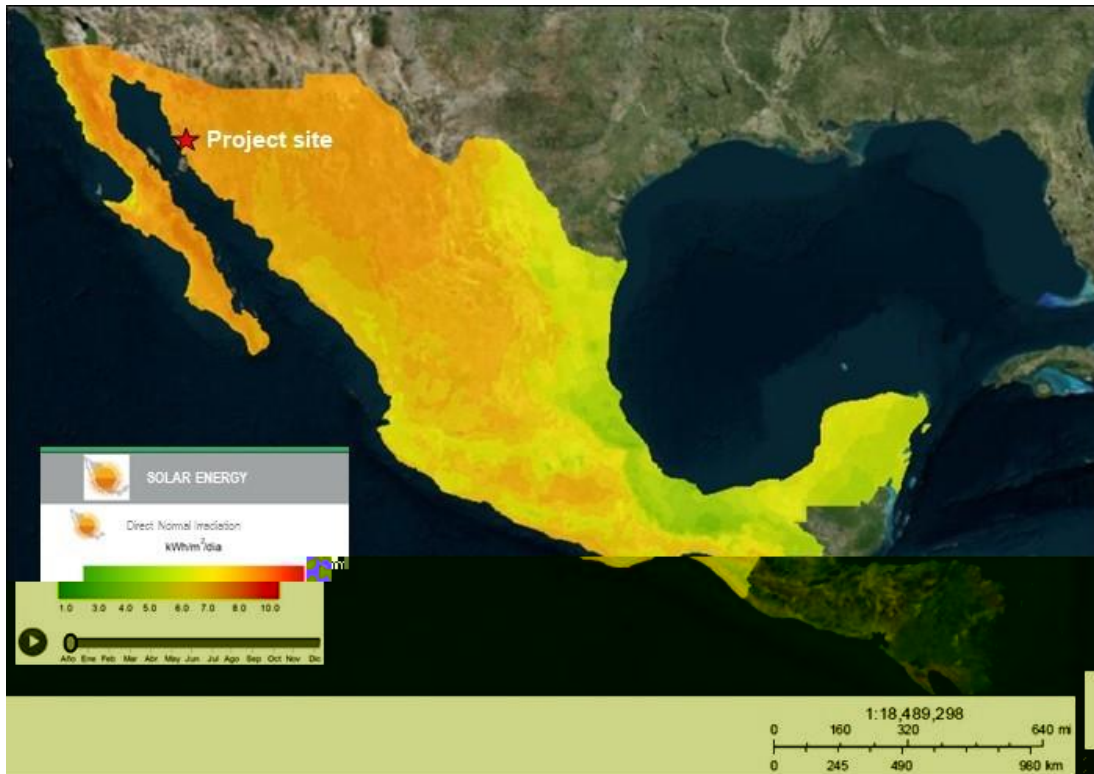 Project site
SOLAR ENERGY
Direct Normal Irradiation
kWh/m²/dia
1.0 3.0 4.0 5.0 6.0 7.0 8.0 10.0
Año Ene Feb Mar Abr May Jun Jul Ago Sep Oct Nov Dic
1:18,489,298
0 160 320 640 mi
0 245 490 980 km